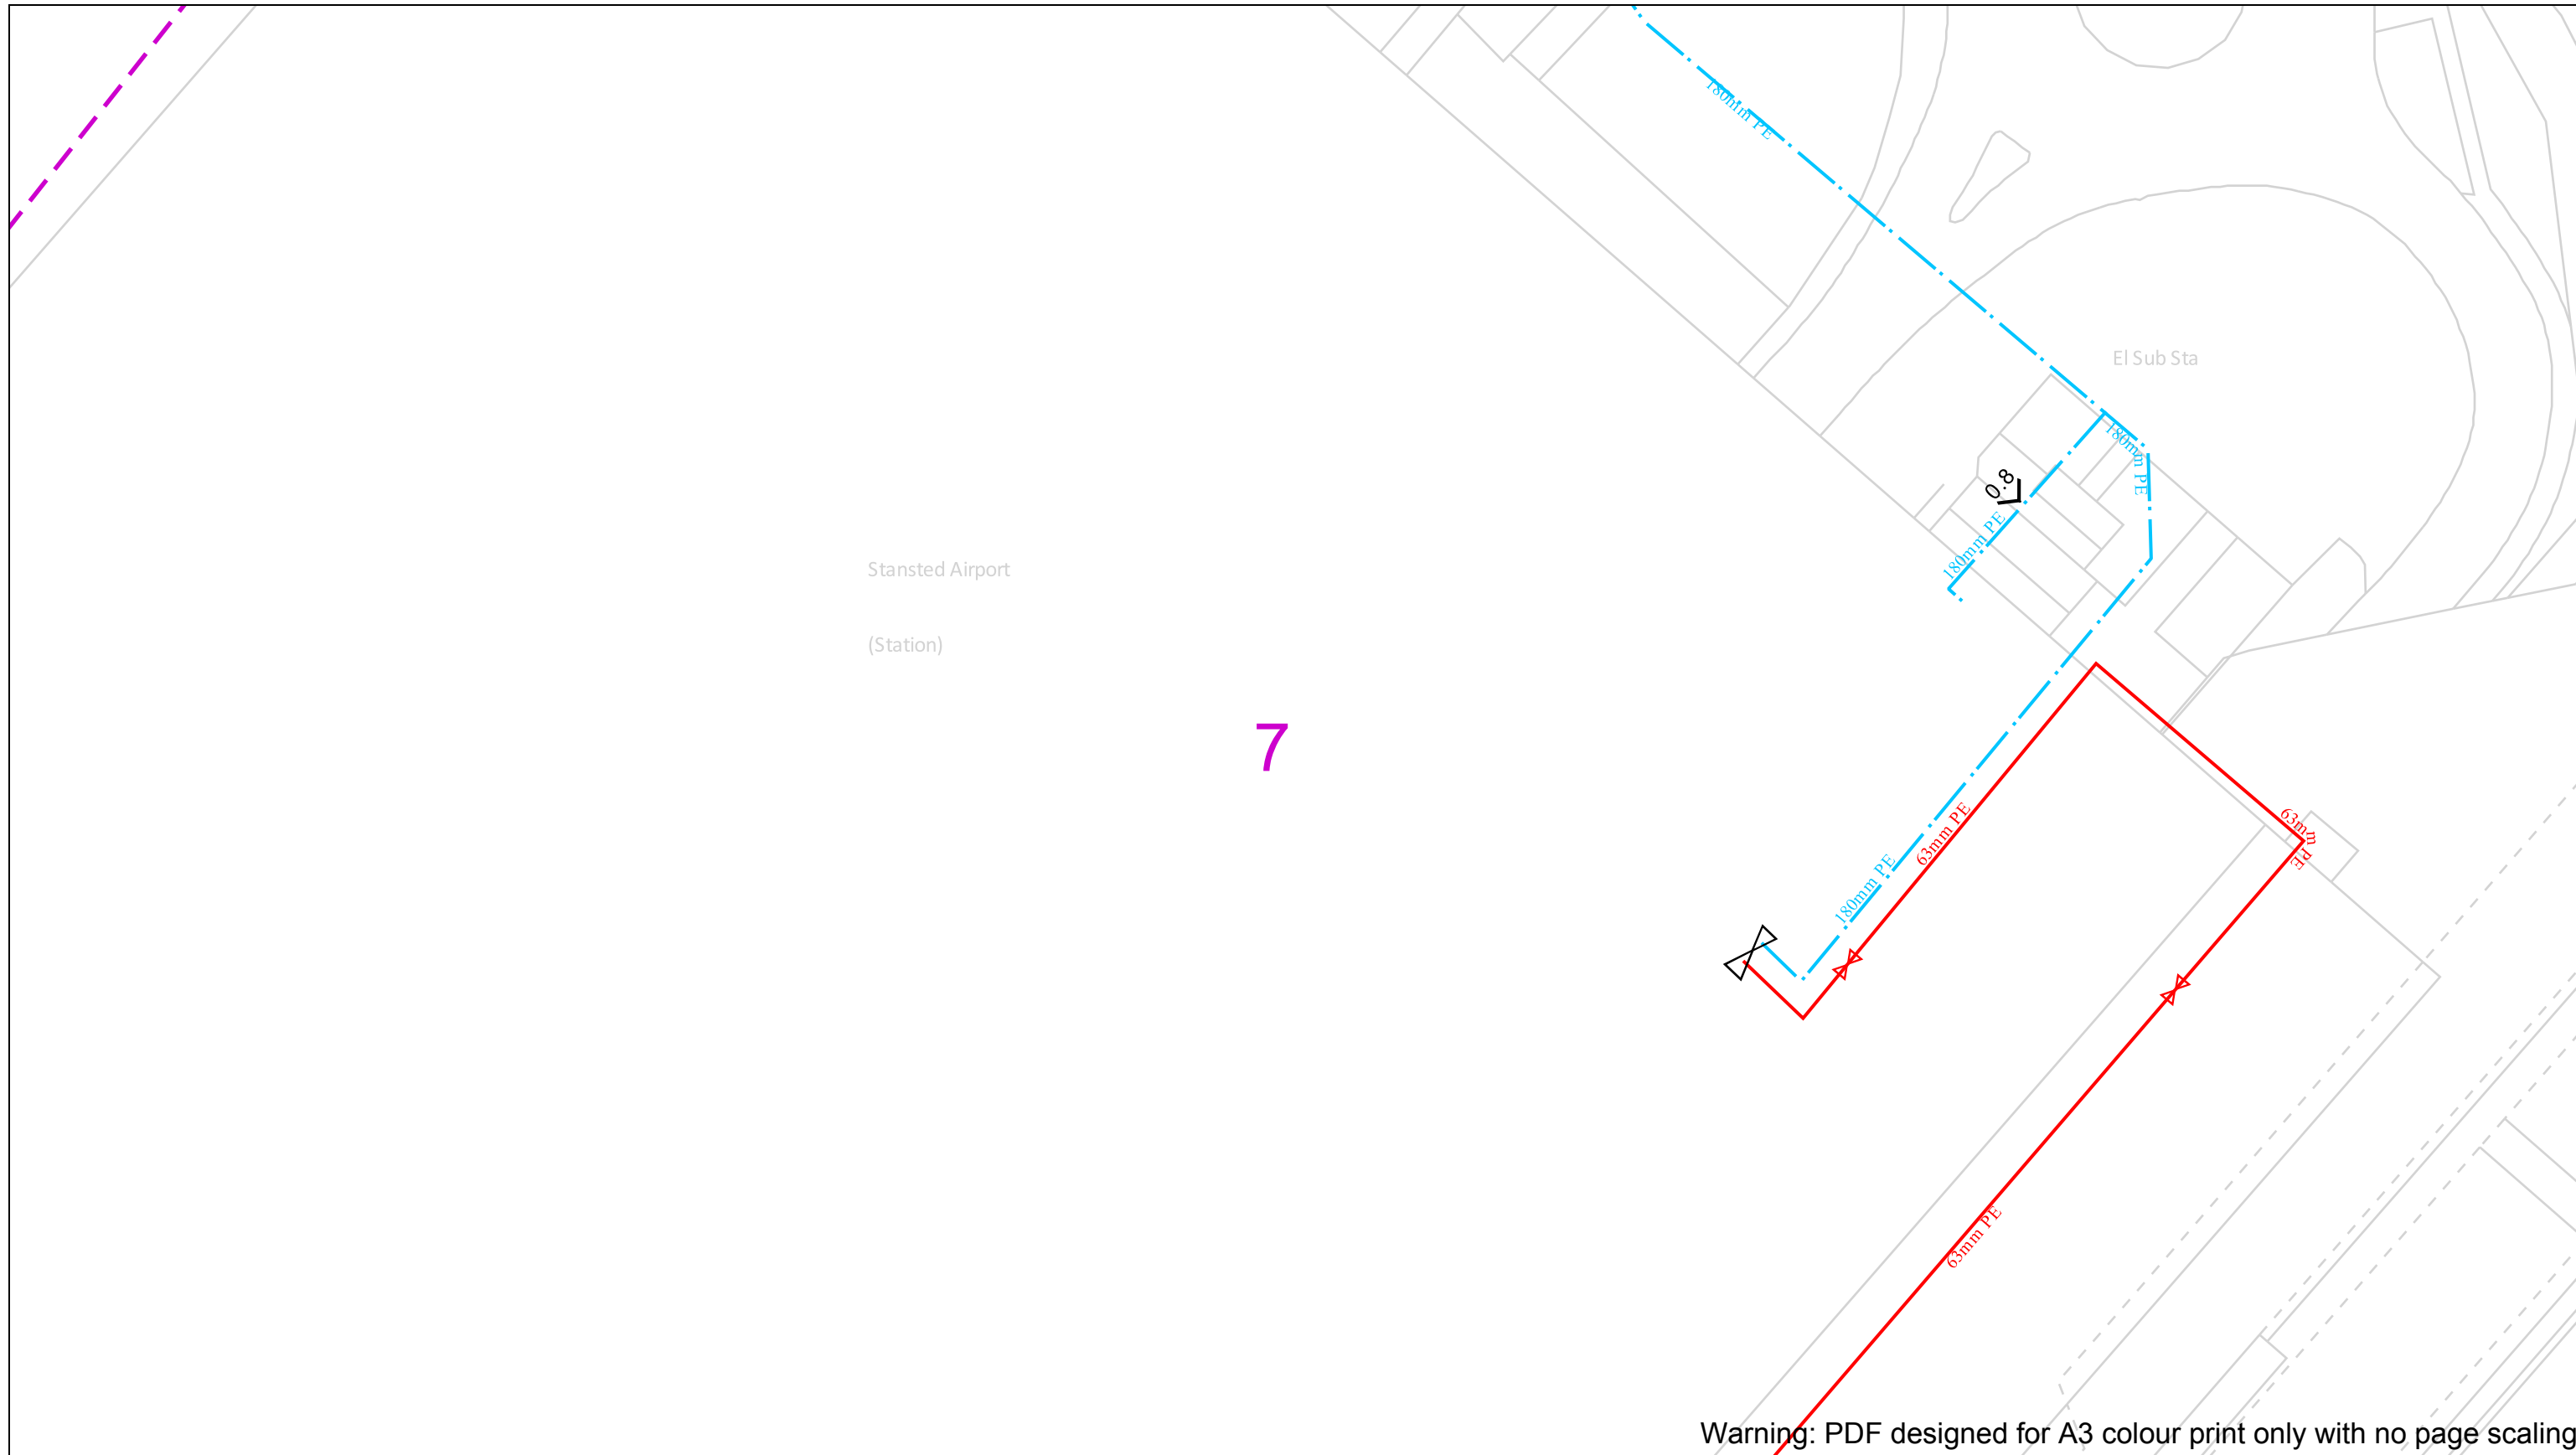 180mm PE
El Sub Sta
180mm PE
0.8
180mm PE
Stansted Airport
(Station)
7
63mm PE
63mm PE
180mm PE
63mm PE
Warning: PDF designed for A3 colour print only with no page scaling